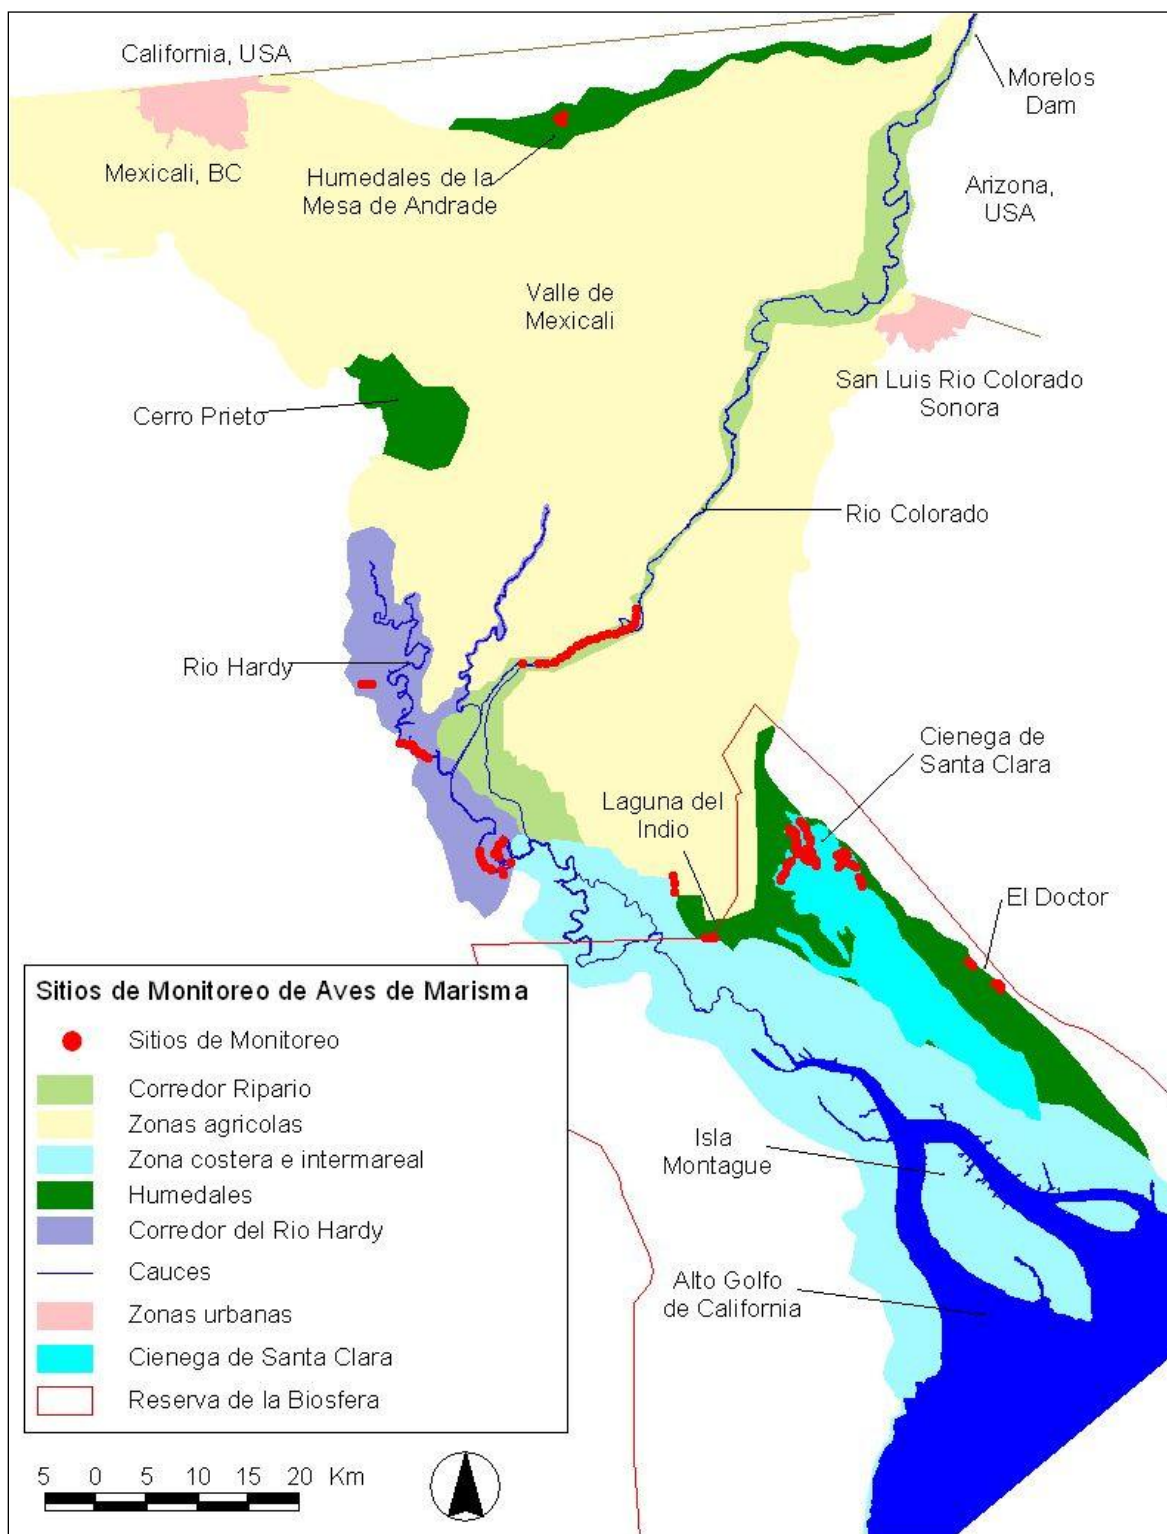 California, USA
Morelos
Dam
Mexicali, BC
Humedales de la
Mesa de Andrade
Arizona,
USA
Valle de
Mexicali
San Luis Rio Colorado
Sonora
Cerro Prieto
Rio Colorado
Rio Hardy
Cienega de
Santa Clara
Laguna del
Indio
El Doctor
Sitios de Monitoreo de Aves de Marisma
Sitios de Monitoreo
Corredor Ripario
Zonas agricolas
Zona costera e intermareal
Humedales
Corredor del Rio Hardy
Cauces
Zonas urbanas
Cienega de Santa Clara
Reserva de la Biosfera
Isla
Montague
Alto Golfo
de California
5 0 5 10 15 20 Km